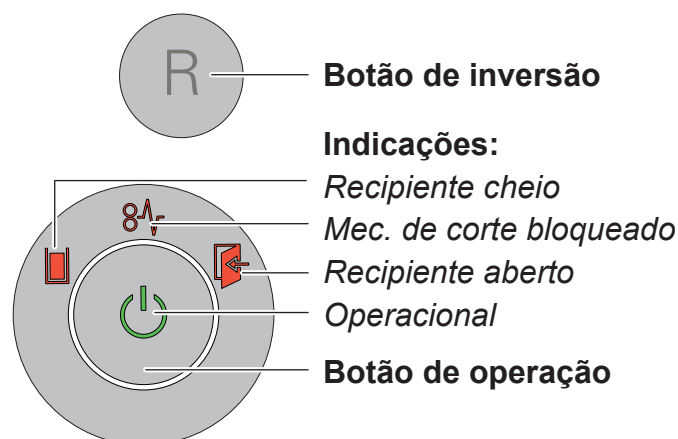 R
Botão de inversão
Indicações:
Recipiente cheio
Mec. de corte bloqueado
Recipiente aberto
Operacional
Botão de operação